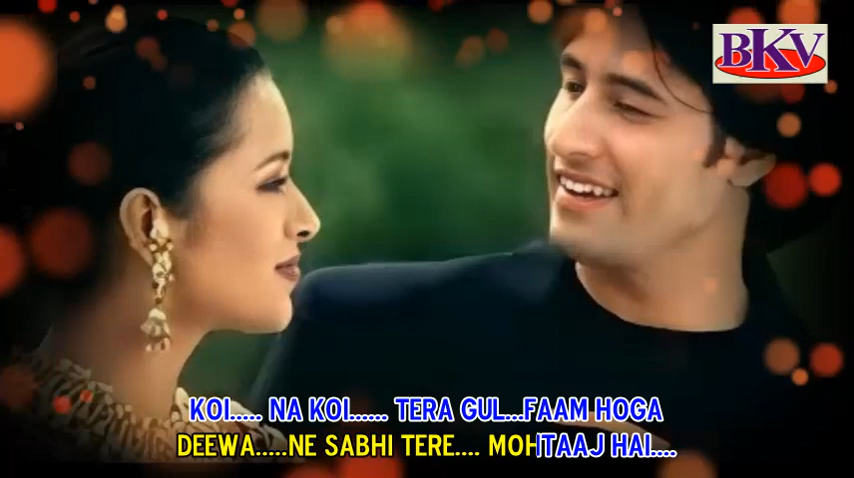 BKV
KOI..... NA KOI...... TERA GUL...FAAM HOGA
DEEWA.....NE SABHI TERE.... MOHTAAJ HAI....